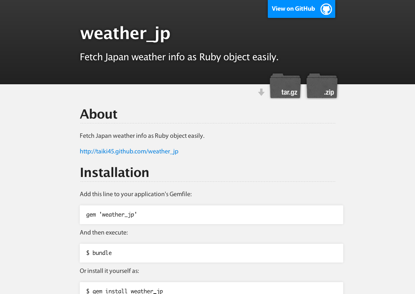 View on GitHub
weather_jp
Fetch Japan weather info as Ruby object easily.
tar.gz
.zip
About
Fetch Japan weather info as Ruby object easily.
http://taiki45.github.com/weather_jp
Installation
Add this line to your application's Gemfile:
gem 'weather_jp'
And then execute:
$ bundle
Or install it yourself as:
$ gem install weather_jp